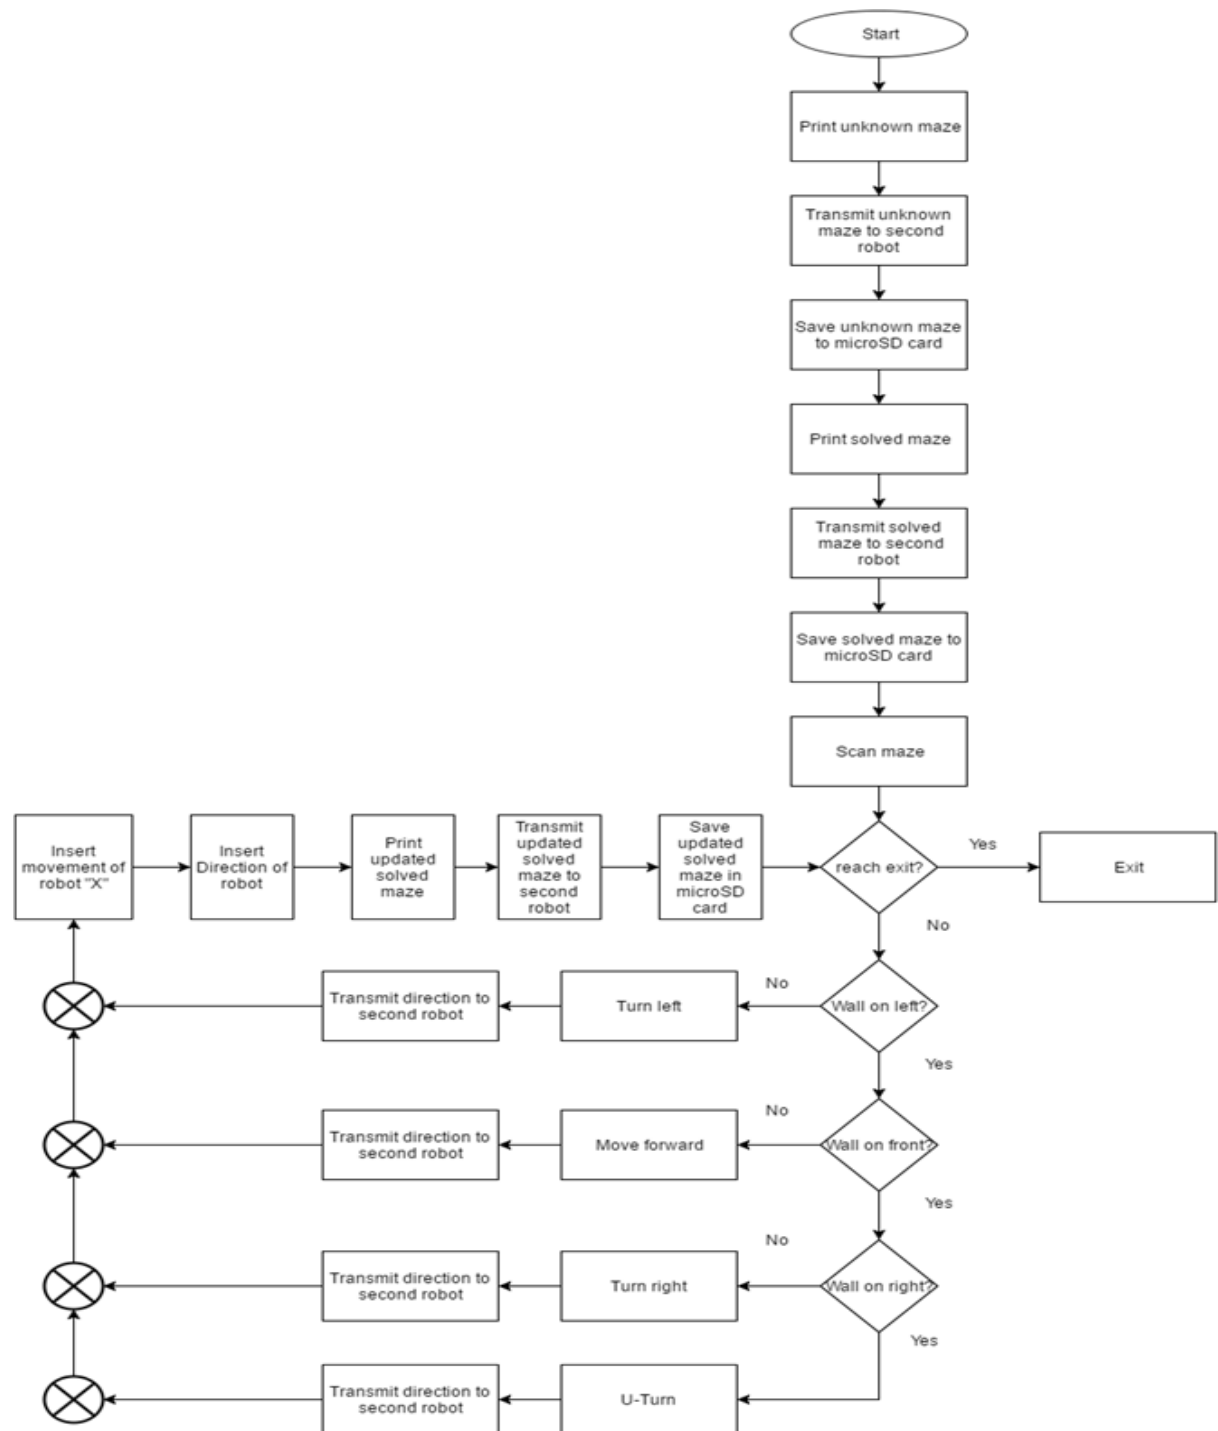 Start
Print unknown maze
Transmit unknown
maze to second
robot
Save unknown maze
to microSD card
Print solved maze
Transmit solved
maze to second
robot
Save solved maze to
microSD card
Scan maze
Insert
movement of
robot "X"
Insert
Direction of
robot
Print
updated
solved
maze
Transmit
updated
solved
maze to
second
robot
Save
updated
solved
maze in
microSD
card
reach exit?
Yes
Exit
No
Wall on left?
No
Turn left
Transmit direction to
second robot
Yes
Wall on front?
No
Move forward
Transmit direction to
second robot
Yes
Wall on right?
No
Turn right
Transmit direction to
second robot
Yes
U-Turn
Transmit direction to
second robot